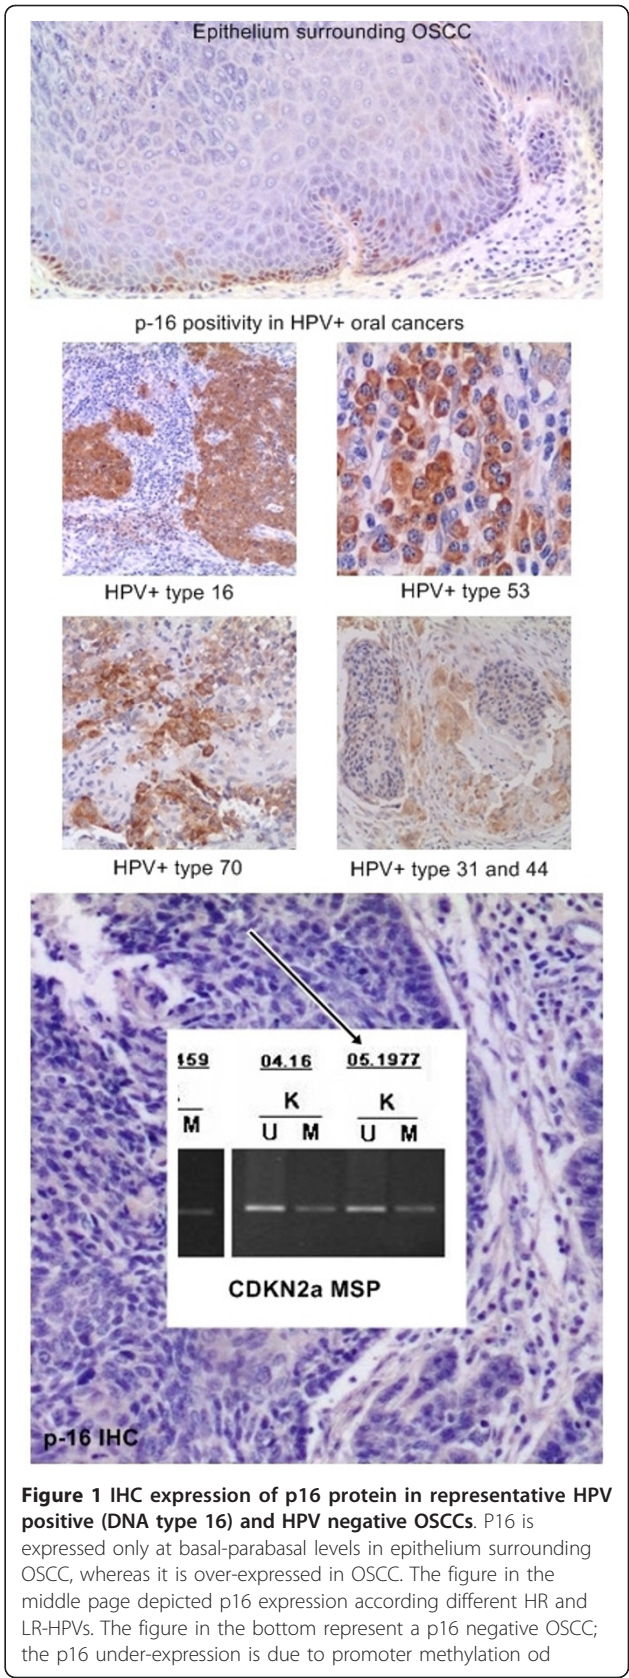 Epithelium surrounding OSCC
p-16 positivity in HPV+ oral cancers
HPV+ type 16
HPV+ type 53
HPV+ type 70
HPV+ type 31 and 44
459 04.16 05.1977
K K
M U M U M
CDKN2a MSP
p-16 IHC
Figure 1 IHC expression of p16 protein in representative HPV
positive (DNA type 16) and HPV negative OSCCs. P16 is
expressed only at basal-parabasal levels in epithelium surrounding
OSCC, whereas it is over-expressed in OSCC. The figure in the
middle page depicted p16 expression according different HR and
LR-HPVs. The figure in the bottom represent a p16 negative OSCC;
the p16 under-expression is due to promoter methylation od